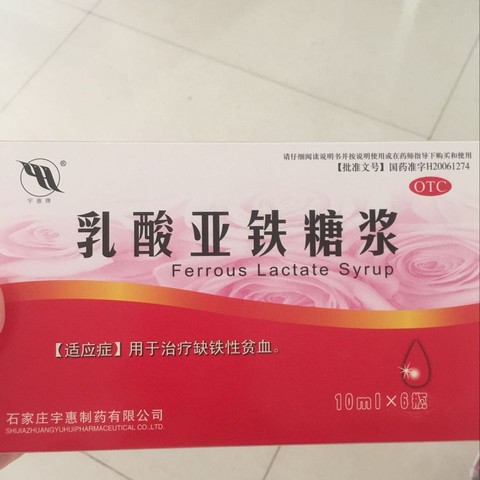 请仔细阅读说明书并按说明使用或在药师指导下购买和使用
【批准文号】国药准字H20061274
®
宇惠牌
OTC
乳酸亚铁糖浆
Ferrous Lactate Syrup
【适应症】用于治疗缺铁性贫血。
10ml×6瓶
石家庄宇惠制药有限公司
SHIJIAZHUANGYUHUIPHARMACEUTICAL CO.,LTD.